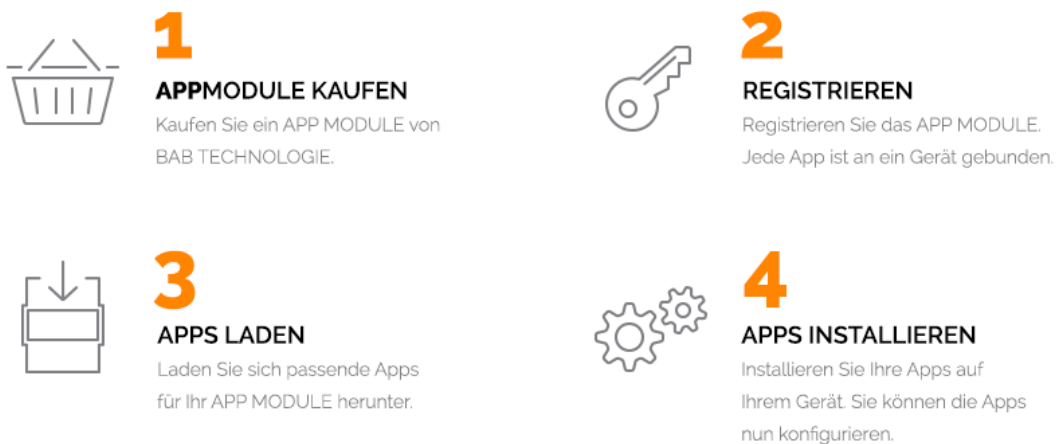 1
APPMODULE KAUFEN
Kaufen Sie ein APP MODULE von
BAB TECHNOLOGIE.
2
REGISTRIEREN
Registrieren Sie das APP MODULE.
Jede App ist an ein Gerät gebunden.
3
APPS LADEN
Laden Sie sich passende Apps
für Ihr APP MODULE herunter.
4
APPS INSTALLIEREN
Installieren Sie Ihre Apps auf
Ihrem Gerät. Sie können die Apps
nun konfigurieren.